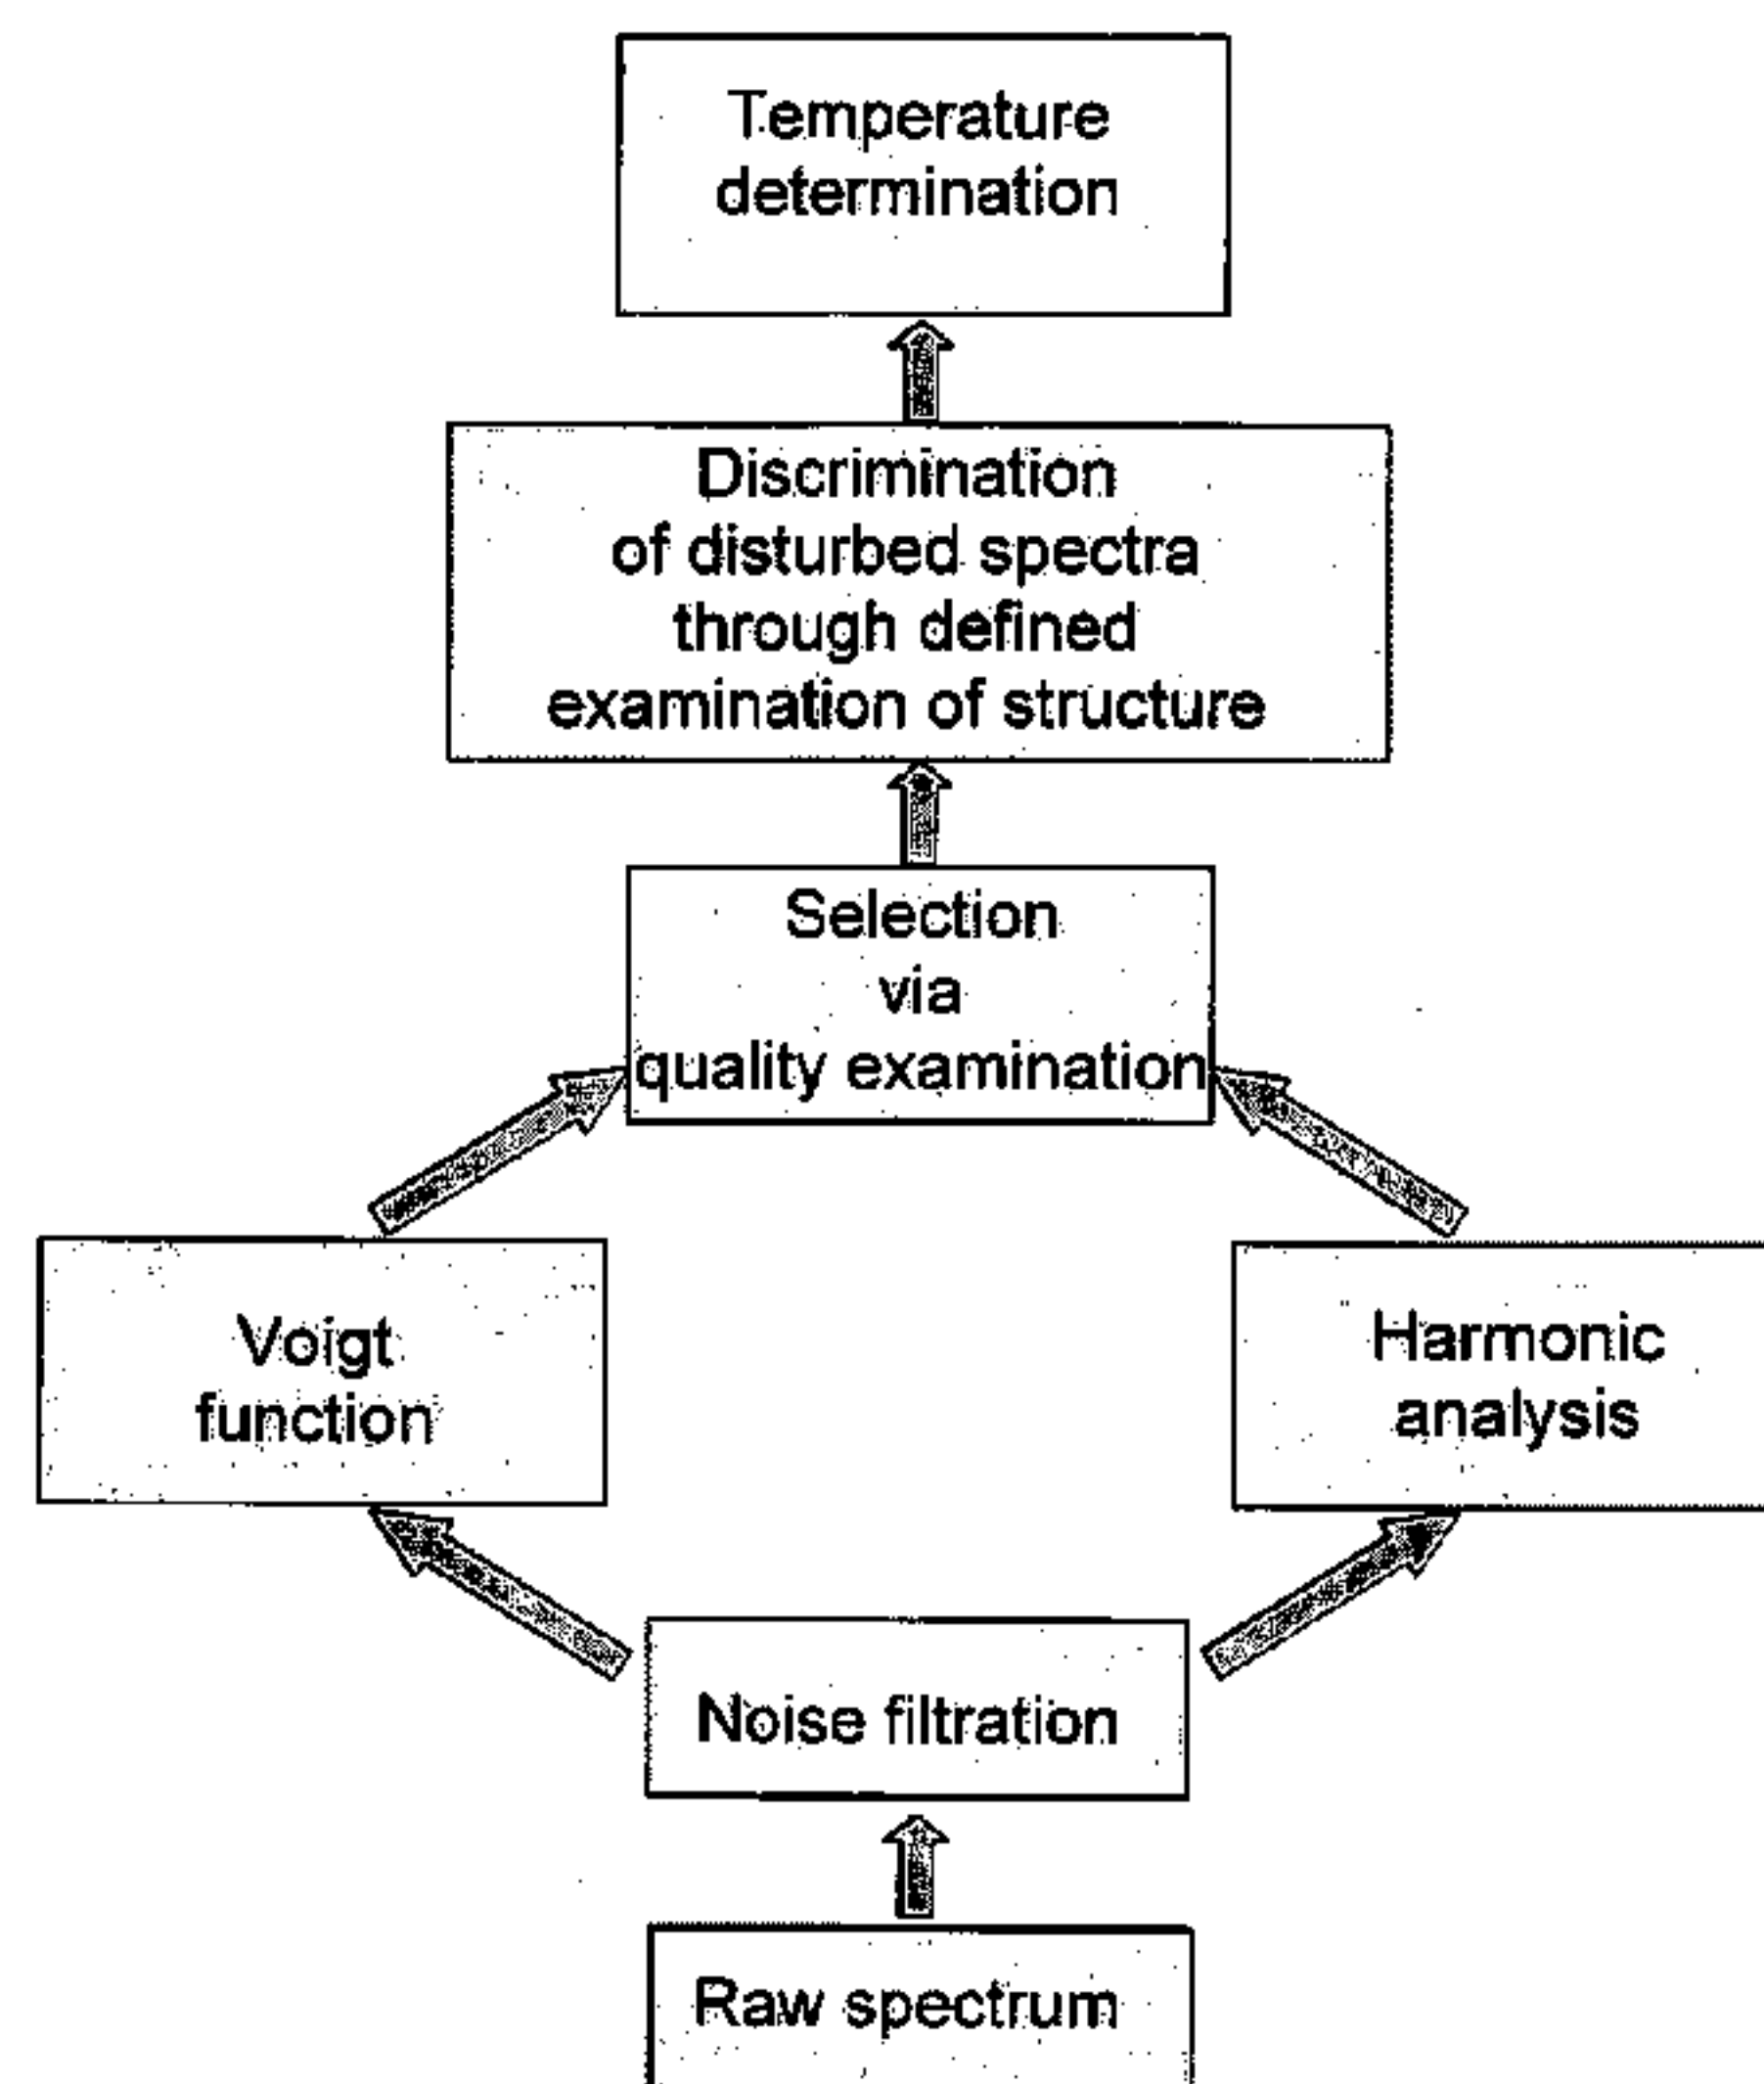 Temperature
determination
Discrimination
of disturbed spectra
through defined
examination of structure
Selection
via
quality examination
Voigt
function
Harmonic
analysis
Noise filtration
Raw spectrum